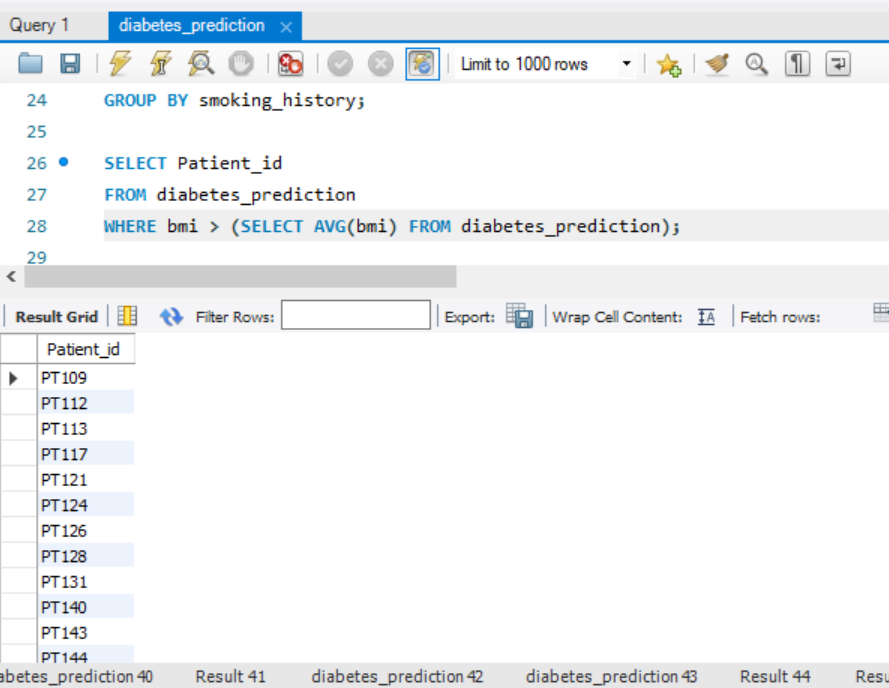 Query 1 diabetes_prediction ×
Limit to 1000 rows
24 GROUP BY smoking_history;
25
26 SELECT Patient_id
27 FROM diabetes_prediction
28 WHERE bmi > (SELECT AVG(bmi) FROM diabetes_prediction);
29
Result Grid Filter Rows: Export: Wrap Cell Content: IA Fetch rows:
Patient_id
PT109
PT112
PT113
PT117
PT121
PT124
PT126
PT128
PT131
PT140
PT143
PT144
abetes_prediction 40 Result 41 diabetes_prediction 42 diabetes_prediction 43 Result 44 Resu